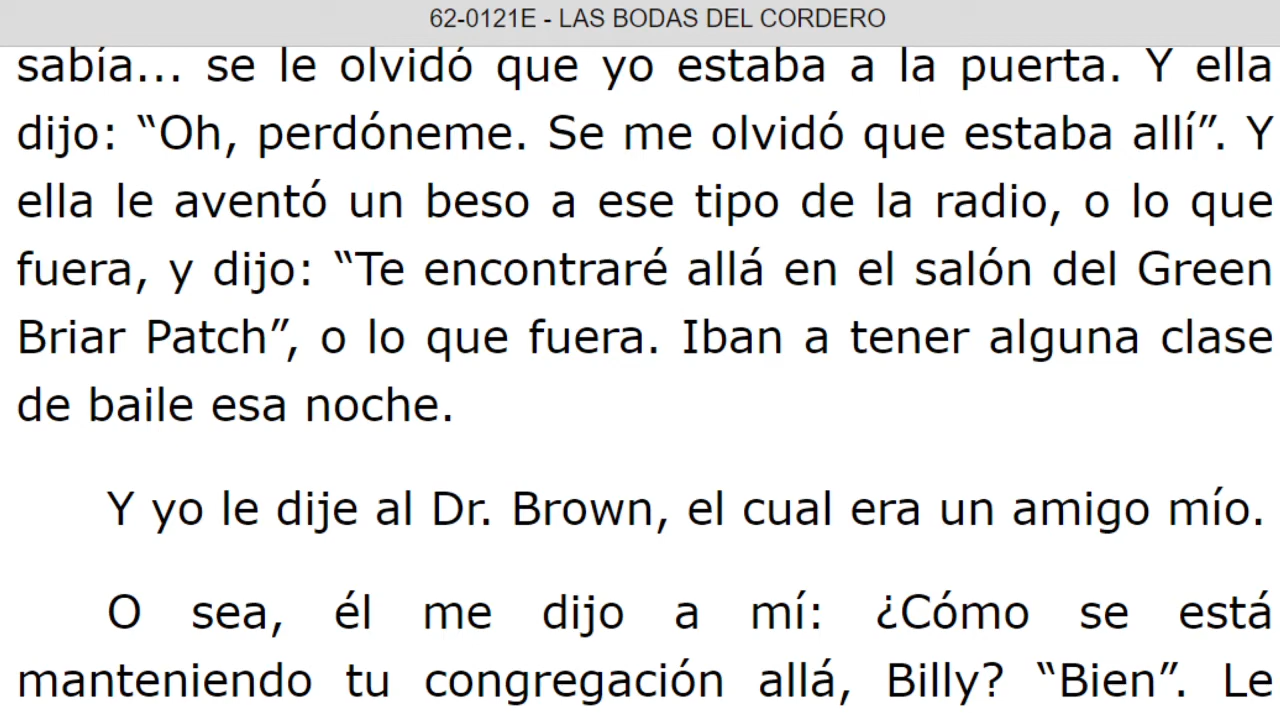 62-0121E - LAS BODAS DEL CORDERO
sabía... se le olvidó que yo estaba a la puerta. Y ella
dijo: “Oh, perdóneme. Se me olvidó que estaba allí”. Y
ella le aventó un beso a ese tipo de la radio, o lo que
fuera, y dijo: “Te encontraré allá en el salón del Green
Briar Patch”, o lo que fuera. Iban a tener alguna clase
de baile esa noche.
Y yo le dije al Dr. Brown, el cual era un amigo mío.
O sea, él me dijo a mí: ¿Cómo se está
manteniendo tu congregación allá, Billy? “Bien”. Le